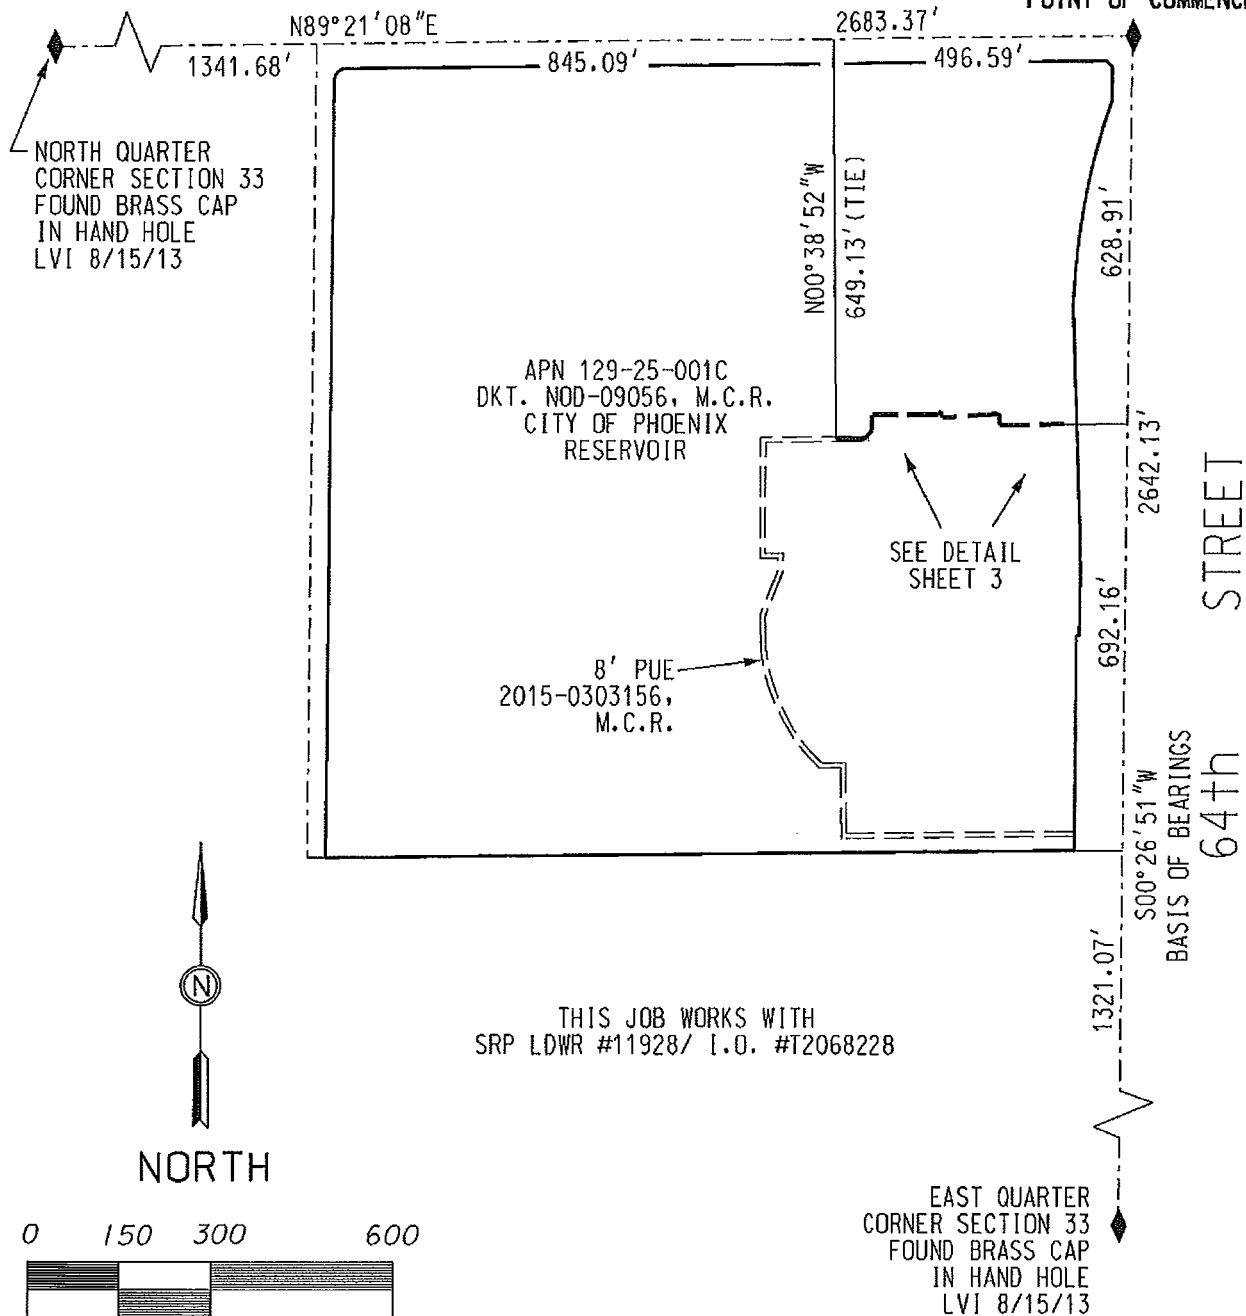 POINT OF COMMENC
N89°21'08"E
2683.37'
1341.68'
845.09'
496.59'
NORTH QUARTER
CORNER SECTION 33
FOUND BRASS CAP
IN HAND HOLE
LVI 8/15/13
N00°38'52"W
649.13'(TIE)
628.91'
APN 129-25-001C
DKT. NOD-09056, M.C.R.
CITY OF PHOENIX
RESERVOIR
2642.13'
SEE DETAIL
SHEET 3
64th STREET
692.16'
8' PUE
2015-0303156,
M.C.R.
S00°26'51"W
BASIS OF BEARINGS
1321.07'
N
NORTH
THIS JOB WORKS WITH
SRP LDWR #11928/ I.O. #T2068228
EAST QUARTER
CORNER SECTION 33
FOUND BRASS CAP
IN HAND HOLE
LVI 8/15/13
0 150 300 600